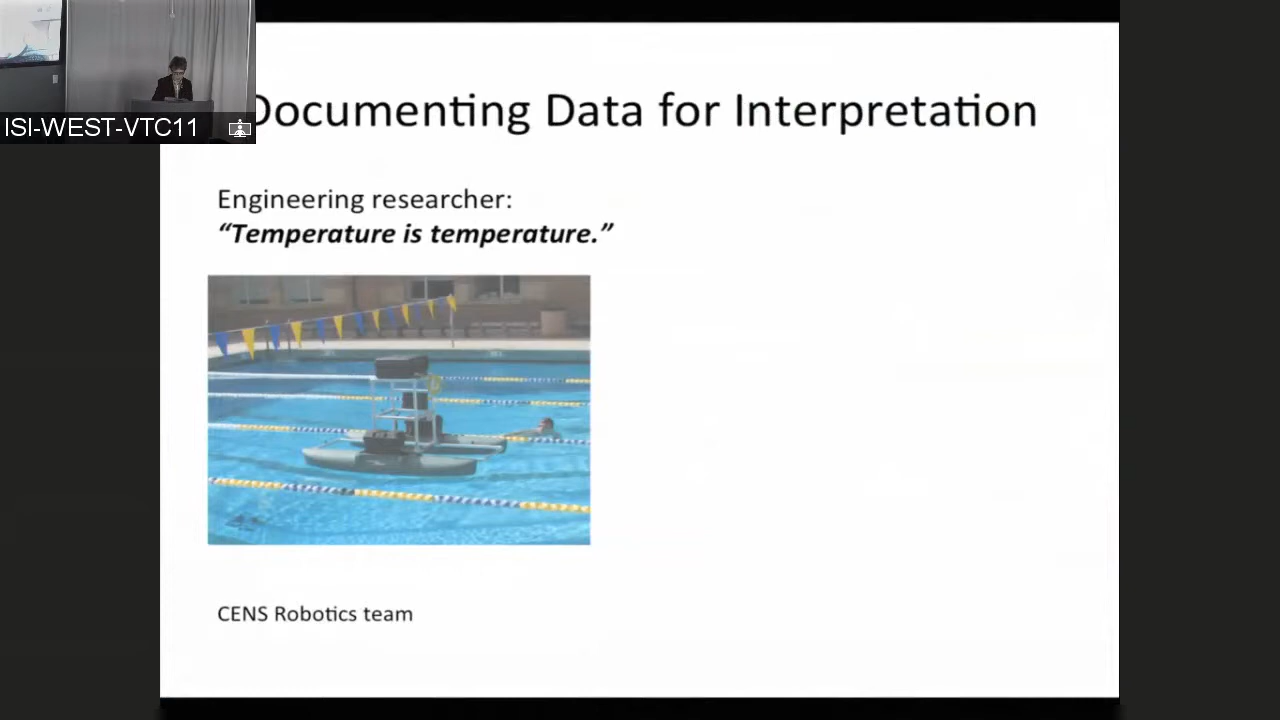 ISI-WEST-VTC11
Documenting Data for Interpretation
Engineering researcher:
“Temperature is temperature.”
CENS Robotics team